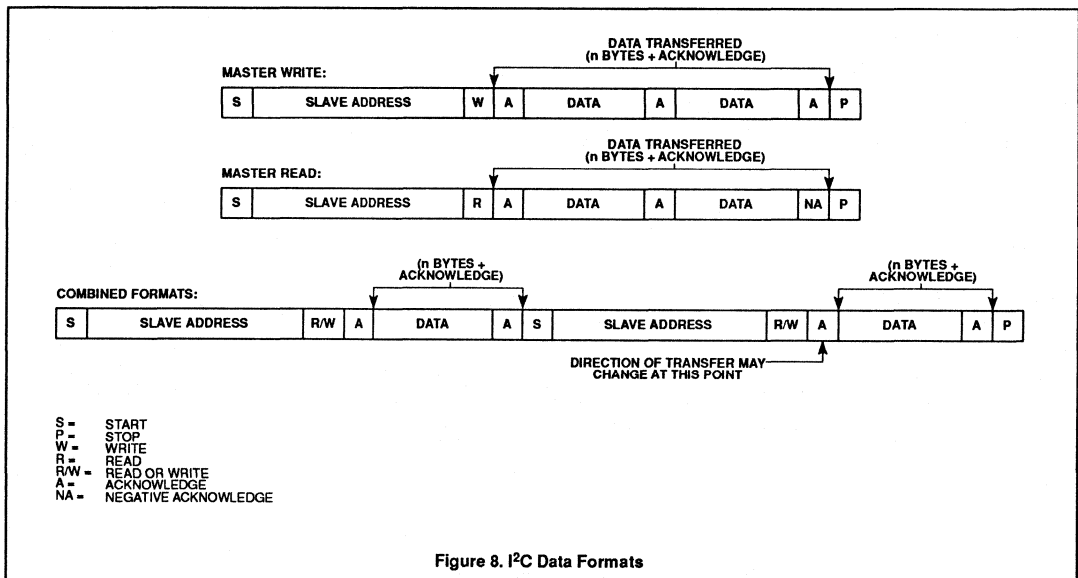 DATA TRANSFERRED
(n BYTES + ACKNOWLEDGE)
MASTER WRITE:
S SLAVE ADDRESS W A DATA A DATA A P
DATA TRANSFERRED
(n BYTES + ACKNOWLEDGE)
MASTER READ:
S SLAVE ADDRESS R A DATA A DATA NA P
(n BYTES +
ACKNOWLEDGE)
(n BYTES +
ACKNOWLEDGE)
COMBINED FORMATS:
S SLAVE ADDRESS R/W A DATA A S SLAVE ADDRESS R/W A DATA A P
DIRECTION OF TRANSFER MAY
CHANGE AT THIS POINT
S = START
P = STOP
W = WRITE
R = READ
R/W = READ OR WRITE
A = ACKNOWLEDGE
NA = NEGATIVE ACKNOWLEDGE
Figure 8. I²C Data Formats